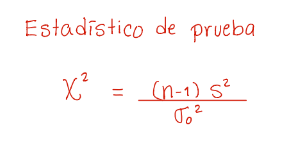 Estadístico de prueba
χ² = (n-1) s² / σ₀²